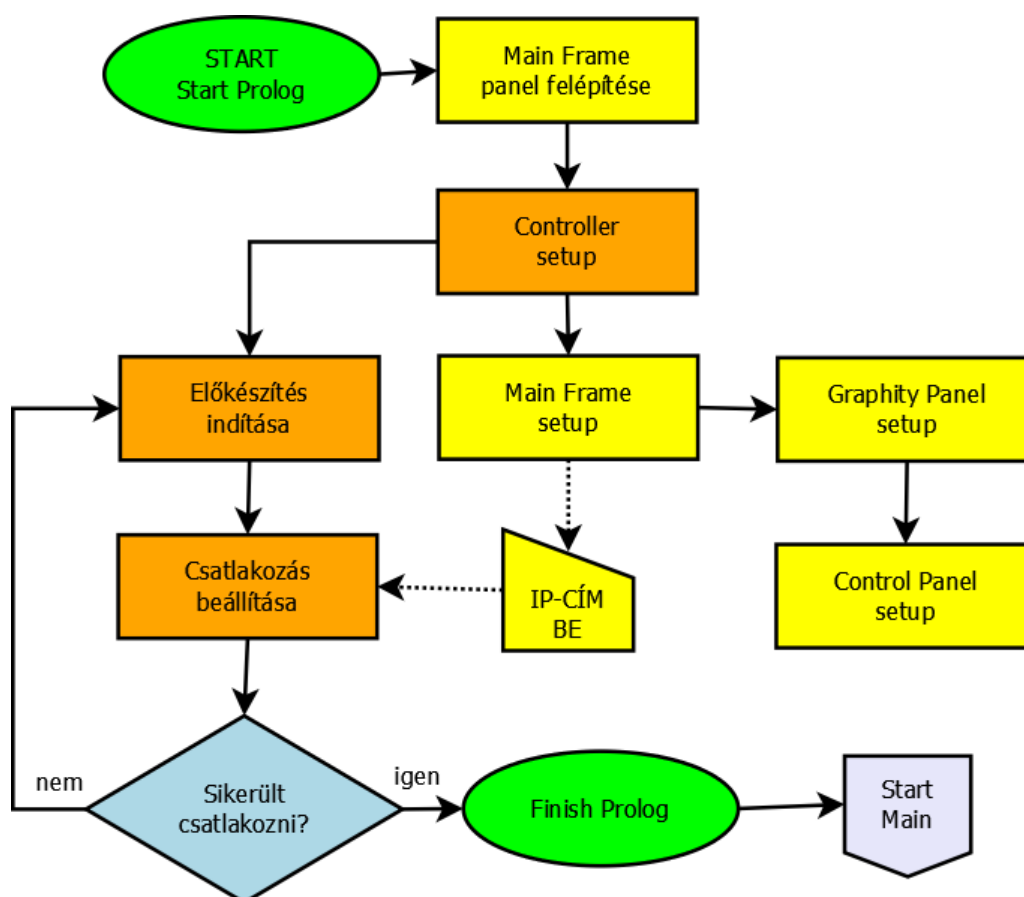 START
Start Prolog
Main Frame
panel felépítése
Controller
setup
Előkészítés
indítása
Main Frame
setup
Graphity Panel
setup
Csatlakozás
beállítása
IP-CÍM
BE
Control Panel
setup
nem
Sikerült
csatlakozni?
igen
Finish Prolog
Start
Main